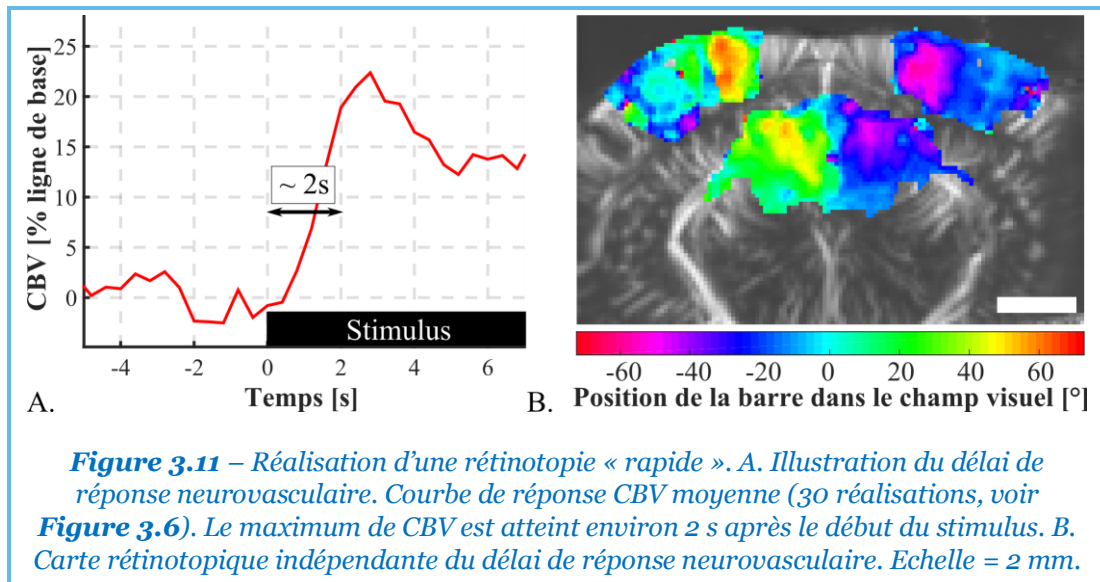 CBV [% ligne de base]
25
20
15
10
5
0
~ 2s
Stimulus
-4 -2 0 2 4 6
Temps [s]
A.
B.
-60 -40 -20 0 20 40 60
Position de la barre dans le champ visuel [°]
Figure 3.11 – Réalisation d'une rétinotopie « rapide ». A. Illustration du délai de
réponse neurovasculaire. Courbe de réponse CBV moyenne (30 réalisations, voir
Figure 3.6). Le maximum de CBV est atteint environ 2 s après le début du stimulus. B.
Carte rétinotopique indépendante du délai de réponse neurovasculaire. Echelle = 2 mm.